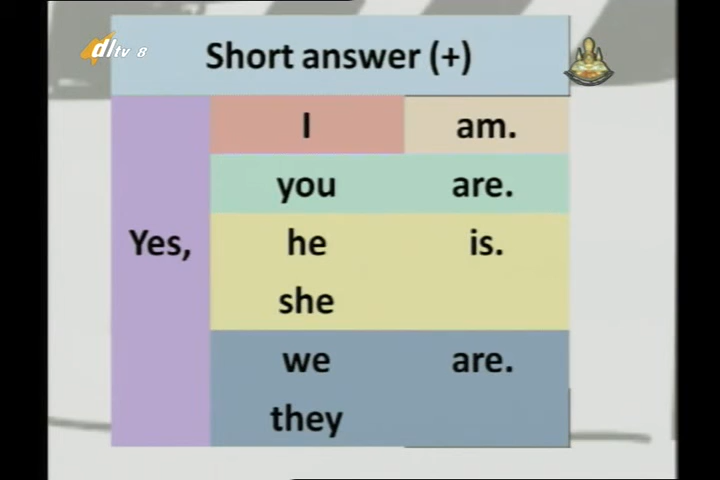 dltv 8
Short answer (+)
I am.
you are.
Yes, he is.
she
we are.
they